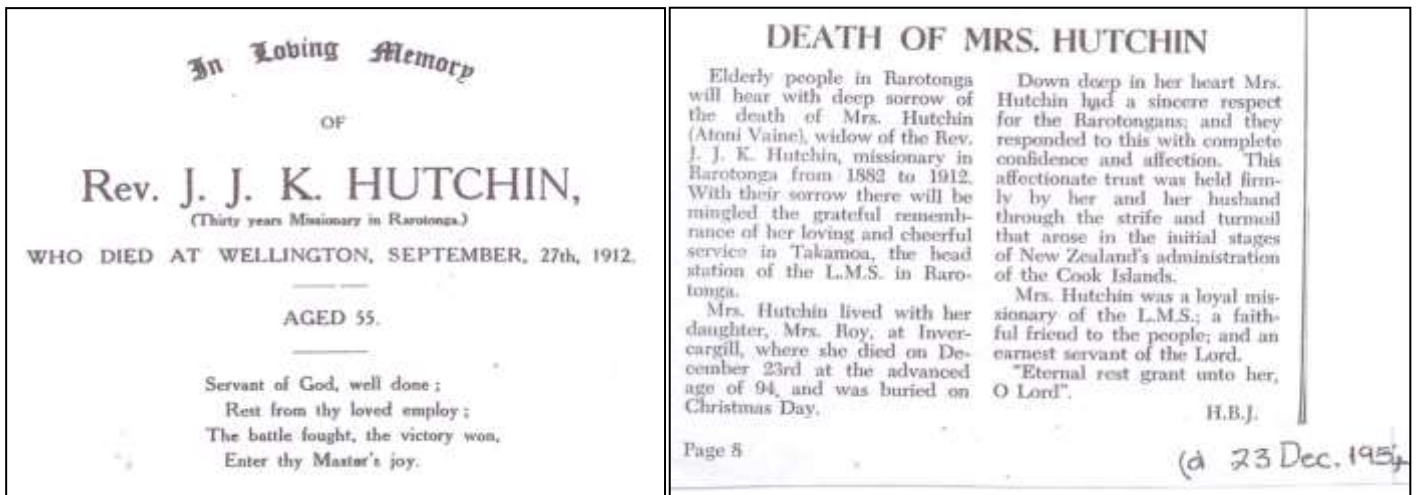 In Loving Memory
OF
Rev. J. J. K. HUTCHIN,
(Thirty years Missionary in Rarotonga.)
WHO DIED AT WELLINGTON, SEPTEMBER, 27th, 1912.
AGED 55.
Servant of God, well done ;
Rest from thy loved employ ;
The battle fought, the victory won,
Enter thy Master's joy.
DEATH OF MRS. HUTCHIN
Elderly people in Rarotonga
will hear with deep sorrow of
the death of Mrs. Hutchin
(Atoni Vaine), widow of the Rev.
J. J. K. Hutchin, missionary in
Rarotonga from 1882 to 1912.
With their sorrow there will be
mingled the grateful rememb-
rance of her loving and cheerful
service in Takamoa, the head
station of the L.M.S. in Raro-
tonga.
Mrs. Hutchin lived with her
daughter, Mrs. Roy, at Inver-
cargill, where she died on De-
cember 23rd at the advanced
age of 94, and was buried on
Christmas Day.
Down deep in her heart Mrs.
Hutchin had a sincere respect
for the Rarotongans; and they
responded to this with complete
confidence and affection. This
affectionate trust was held firm-
ly by her and her husband
through the strife and turmoil
that arose in the initial stages
of New Zealand's administration
of the Cook Islands.
Mrs. Hutchin was a loyal mis-
sionary of the L.M.S.; a faith-
ful friend to the people; and an
earnest servant of the Lord.
"Eternal rest grant unto her,
O Lord".
H.B.J.
Page 8
(d 23 Dec. 1954